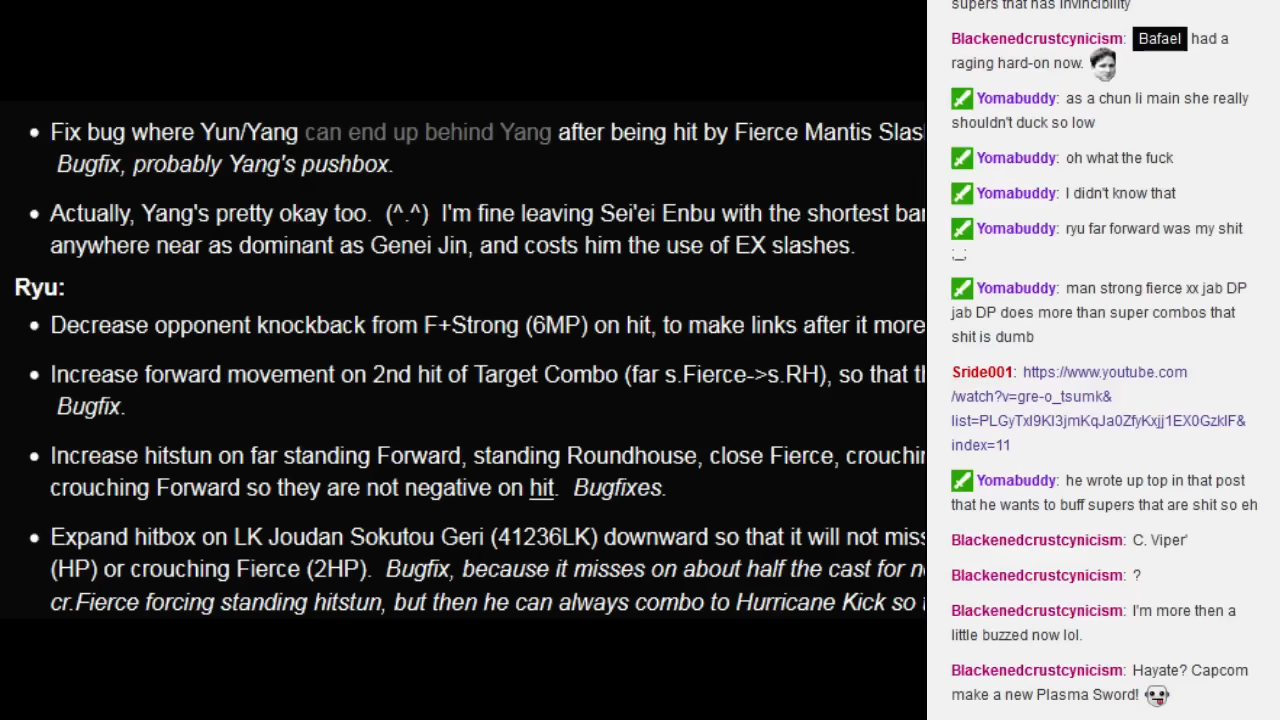 Fix bug where Yun/Yang can end up behind Yang after being hit by Fierce Mantis Slas
Bugfix, probably Yang's pushbox.
Actually, Yang's pretty okay too. (^.^) I'm fine leaving Sei'ei Enbu with the shortest bar
anywhere near as dominant as Genei Jin, and costs him the use of EX slashes.
Ryu:
Decrease opponent knockback from F+Strong (6MP) on hit, to make links after it more
Increase forward movement on 2nd hit of Target Combo (far s.Fierce->s.RH), so that th
Bugfix.
Increase hitstun on far standing Forward, standing Roundhouse, close Fierce, crouchin
crouching Forward so they are not negative on hit. Bugfixes.
Expand hitbox on LK Joudan Sokutou Geri (41236LK) downward so that it will not miss
(HP) or crouching Fierce (2HP). Bugfix, because it misses on about half the cast for n
cr.Fierce forcing standing hitstun, but then he can always combo to Hurricane Kick so
supers that has invincibility
Blackenedcrustcynicism: Bafael had a
raging hard-on now.
Yomabuddy: as a chun li main she really
shouldn't duck so low
Yomabuddy: oh what the fuck
Yomabuddy: I didn't know that
Yomabuddy: ryu far forward was my shit
;_;
Yomabuddy: man strong fierce xx jab DP
jab DP does more than super combos that
shit is dumb
Sride001: https://www.youtube.com
/watch?v=gre-o_tsumk&
list=PLGyTxI9KI3jmKqJa0ZfyKxjj1EX0GzkIF&
index=11
Yomabuddy: he wrote up top in that post
that he wants to buff supers that are shit so eh
Blackenedcrustcynicism: C. Viper'
Blackenedcrustcynicism: ?
Blackenedcrustcynicism: I'm more then a
little buzzed now lol.
Blackenedcrustcynicism: Hayate? Capcom
make a new Plasma Sword!